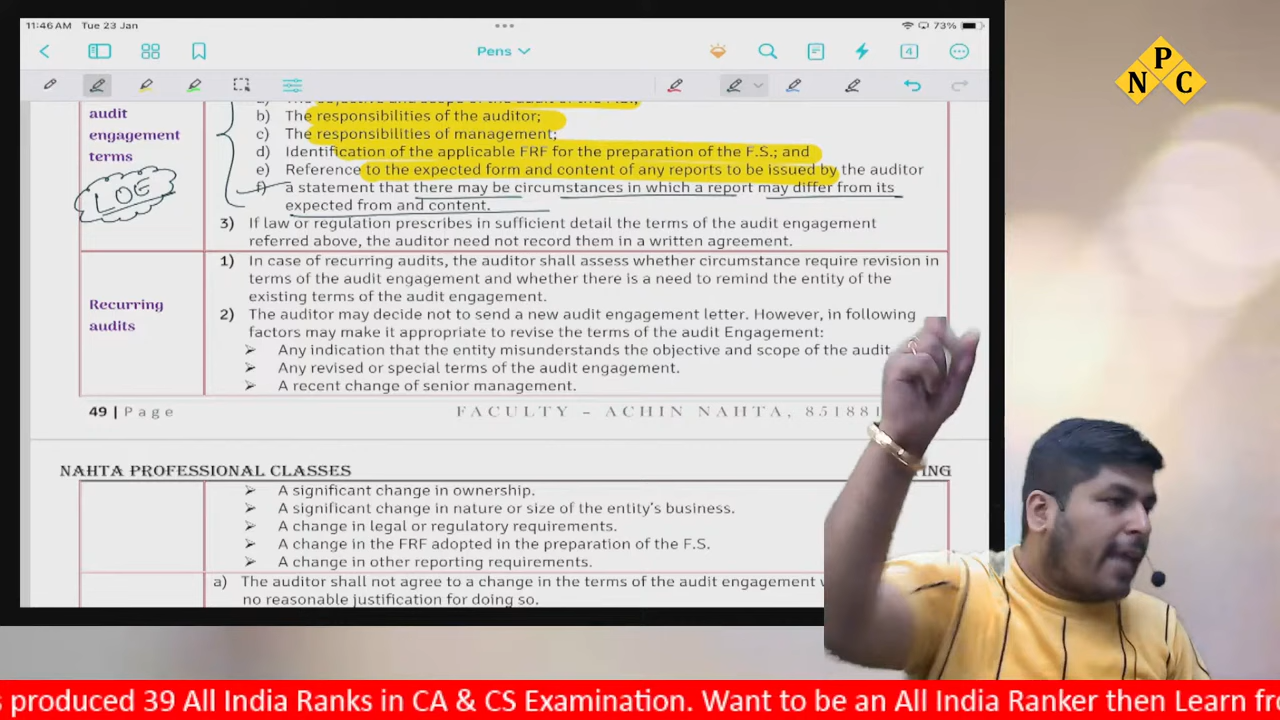 11:46 AM Tue 23 Jan
73%
Pens
4
N P C
audit
engagement
terms
LOE
b) The responsibilities of the auditor;
c) The responsibilities of management;
d) Identification of the applicable FRF for the preparation of the F.S.; and
e) Reference to the expected form and content of any reports to be issued by the auditor
f) a statement that there may be circumstances in which a report may differ from its
expected from and content.
3) If law or regulation prescribes in sufficient detail the terms of the audit engagement
referred above, the auditor need not record them in a written agreement.
Recurring
audits
1) In case of recurring audits, the auditor shall assess whether circumstance require revision in
terms of the audit engagement and whether there is a need to remind the entity of the
existing terms of the audit engagement.
2) The auditor may decide not to send a new audit engagement letter. However, in following
factors may make it appropriate to revise the terms of the audit Engagement:
➢ Any indication that the entity misunderstands the objective and scope of the audit
➢ Any revised or special terms of the audit engagement.
➢ A recent change of senior management.
49 | Page
FACULTY – ACHIN NAHTA, 851881
NAHTA PROFESSIONAL CLASSES
➢ A significant change in ownership.
➢ A significant change in nature or size of the entity's business.
➢ A change in legal or regulatory requirements.
➢ A change in the FRF adopted in the preparation of the F.S.
➢ A change in other reporting requirements.
a) The auditor shall not agree to a change in the terms of the audit engagement
no reasonable justification for doing so.
s produced 39 All India Ranks in CA & CS Examination. Want to be an All India Ranker then Learn fr